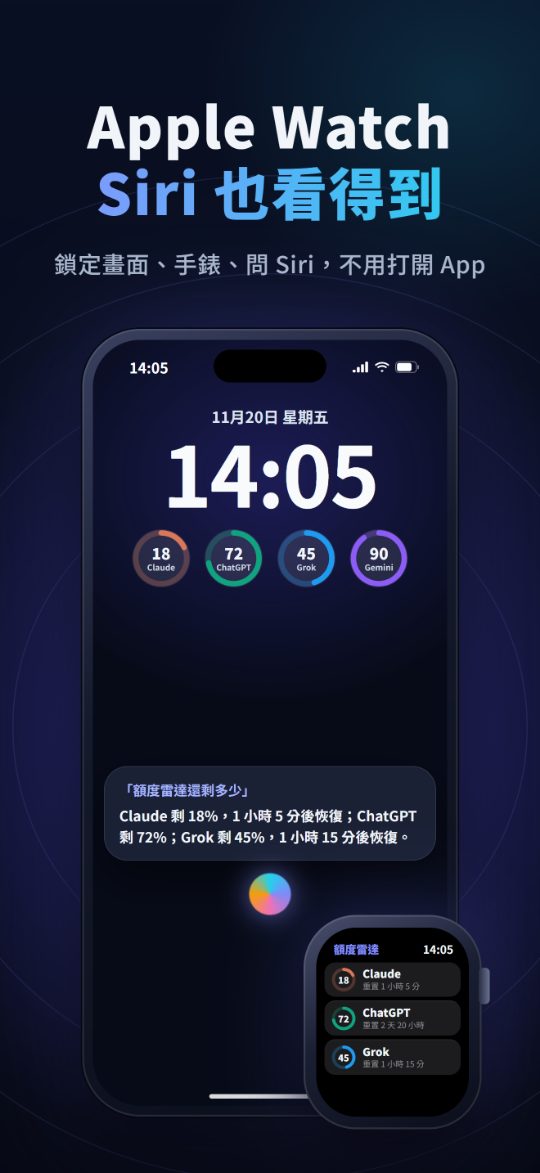 Apple Watch
Siri 也看得到
鎖定畫面、手錶、問 Siri，不用打開 App
14:05
11月20日 星期五
14:05
18 72 45 90
Claude ChatGPT Grok Gemini
「額度雷達還剩多少」
Claude 剩 18%，1 小時 5 分後恢復；ChatGPT
剩 72%；Grok 剩 45%，1 小時 15 分後恢復。
額度雷達 14:05
18 Claude
重置 1 小時 5 分
72 ChatGPT
重置 2 天 20 小時
45 Grok
重置 1 小時 15 分